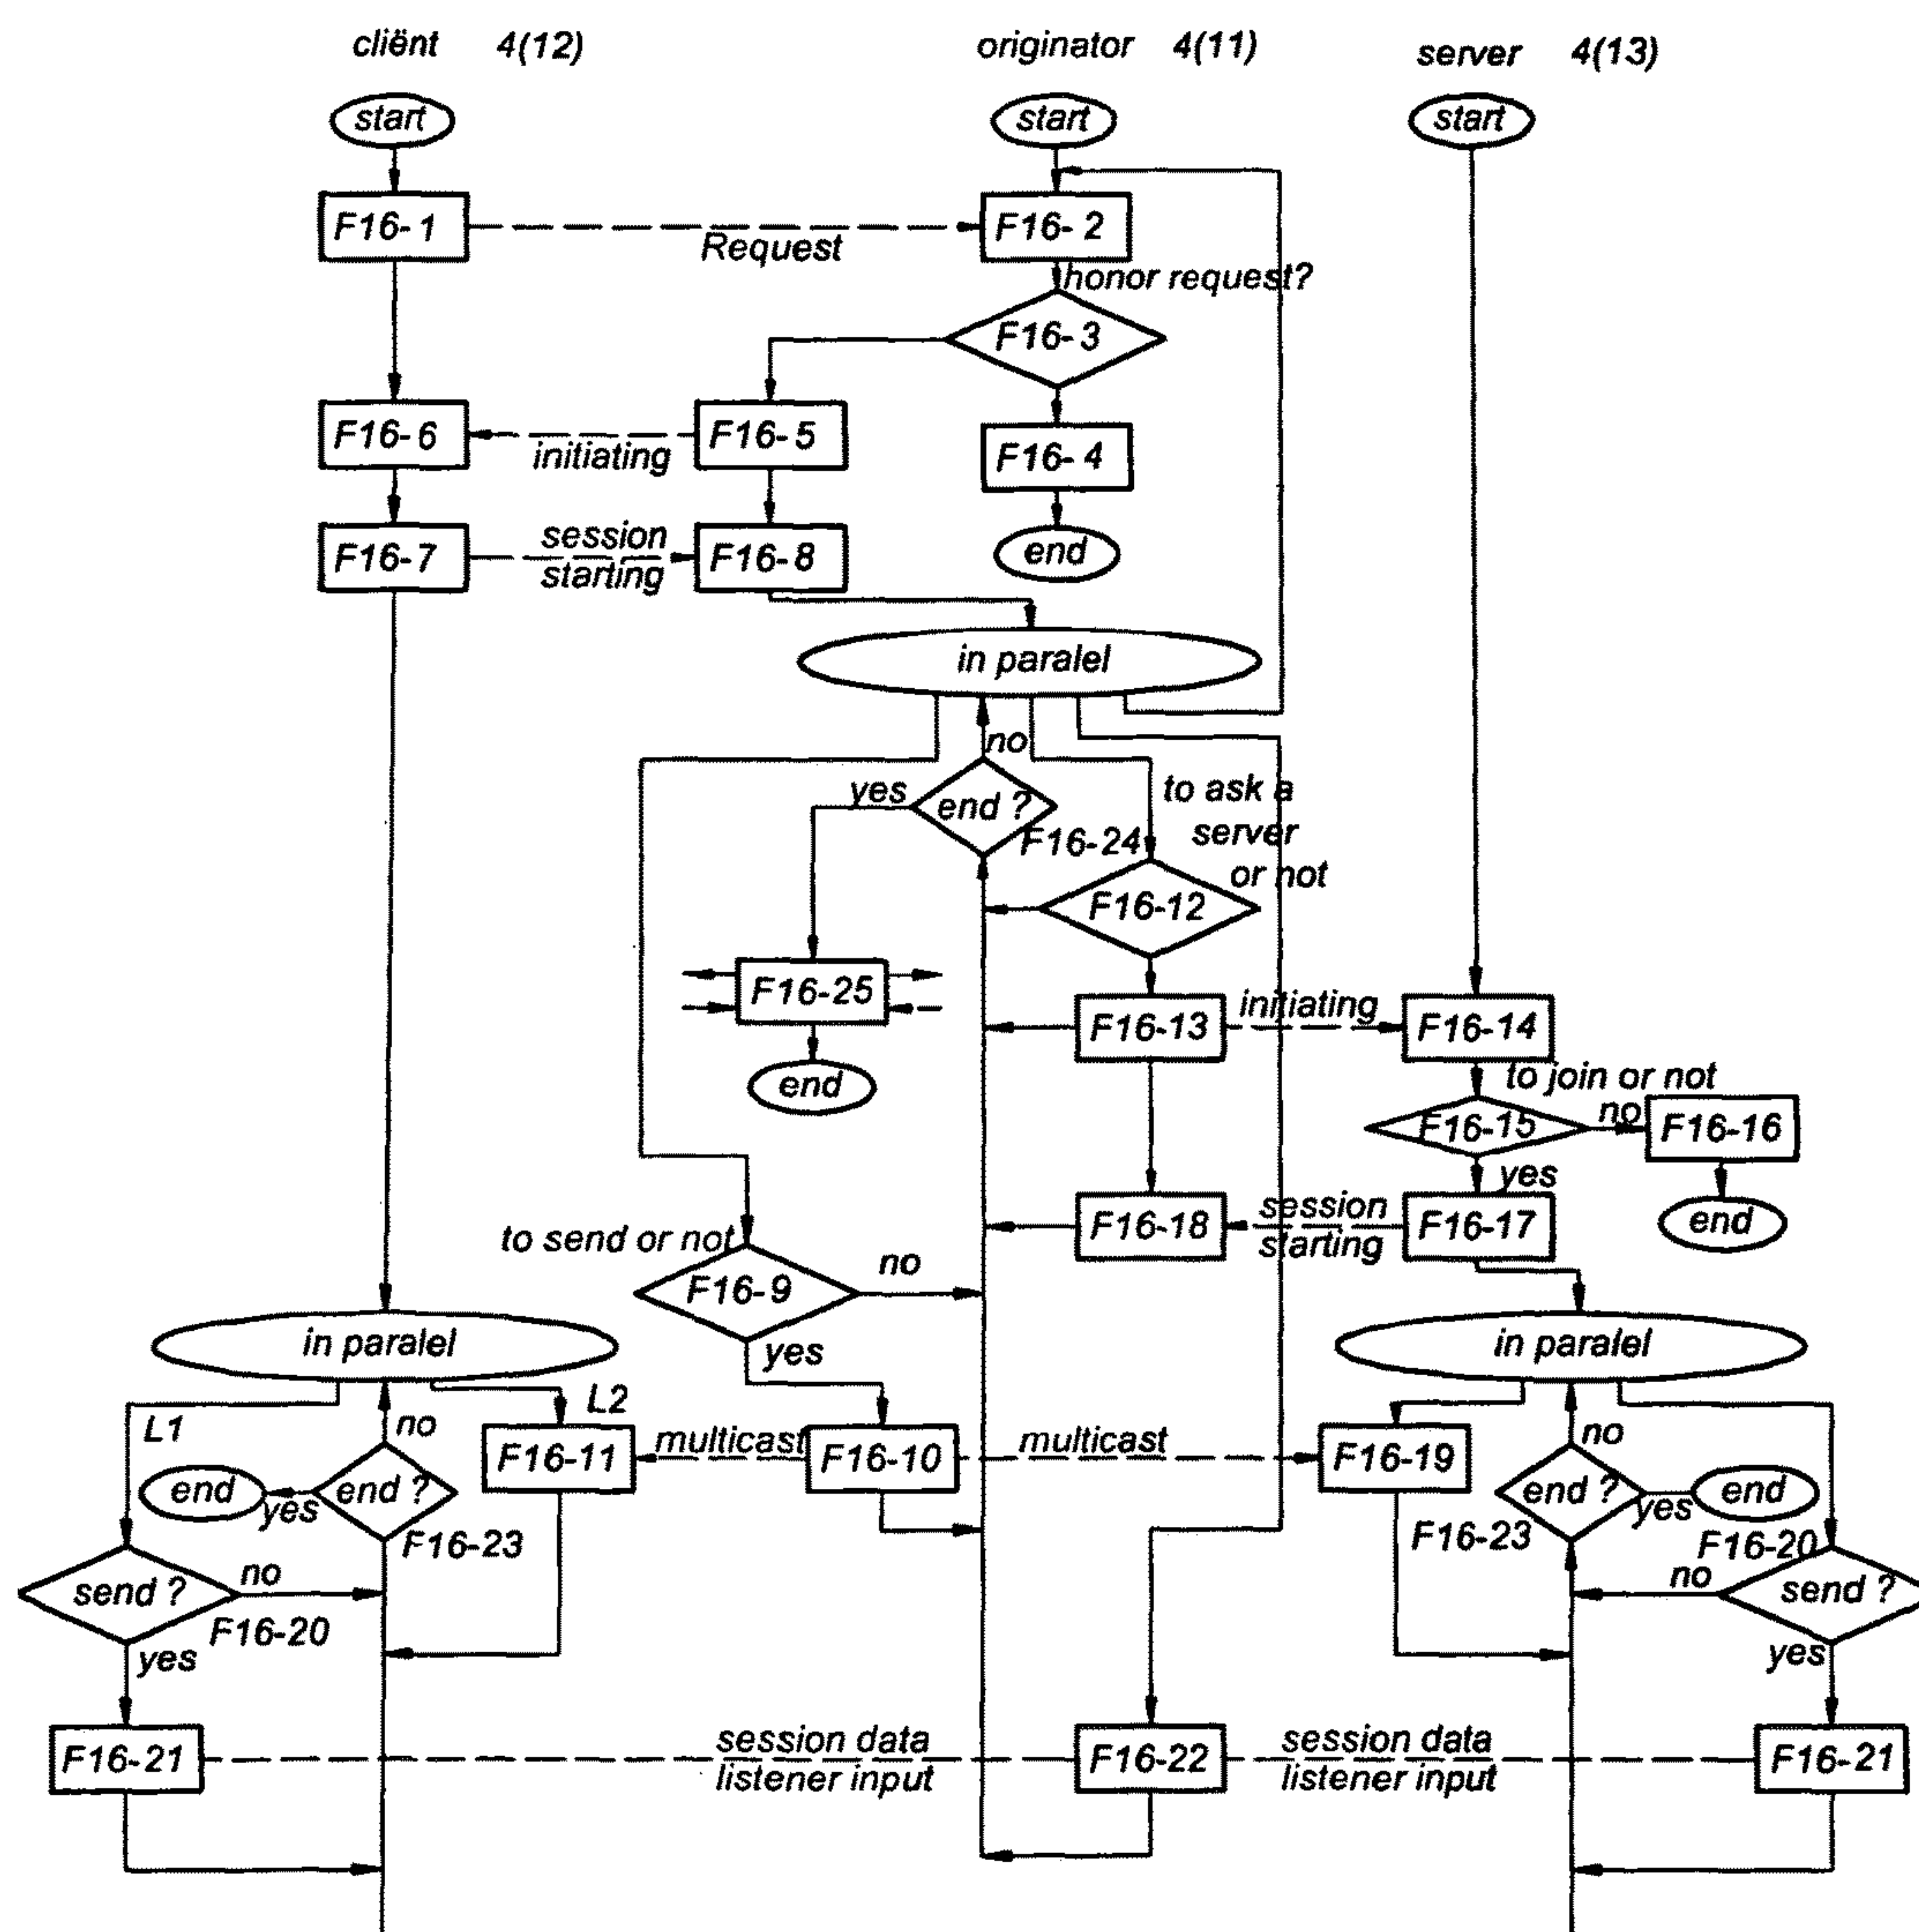 cliënt 4(12)
originator 4(11)
server 4(13)
start
start
start
F16- 1
Request
F16- 2
honor request?
F16- 3
F16- 6
initiating
F16- 5
F16- 4
F16-7
session
starting
F16- 8
end
in paralel
no
yes
end ?
F16-24
to ask a
server
or not
F16-12
F16-25
end
F16-13
initiating
F16-14
to join or not
F16-15
no
F16-16
yes
end
F16-18
session
starting
F16-17
to send or not
F16- 9
no
yes
in paralel
in paralel
L1
no
L2
F16-11
multicast
F16-10
multicast
F16-19
no
end
yes
end ?
F16-23
end ?
yes
end
F16-23
F16-20
send ?
no
F16-20
yes
no
send ?
yes
F16-21
session data
listener input
F16-22
session data
listener input
F16-21